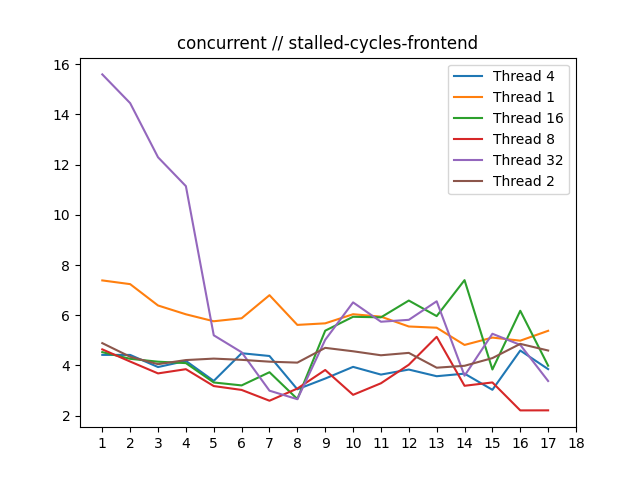 concurrent // stalled-cycles-frontend
16
14
12
10
8
6
4
2
Thread 4
Thread 1
Thread 16
Thread 8
Thread 32
Thread 2
1 2 3 4 5 6 7 8 9 10 11 12 13 14 15 16 17 18